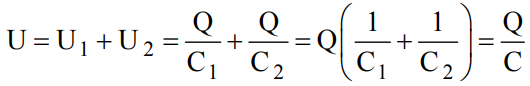 U = U₁ + U₂ = Q/C₁ + Q/C₂ = Q(1/C₁ + 1/C₂) = Q/C